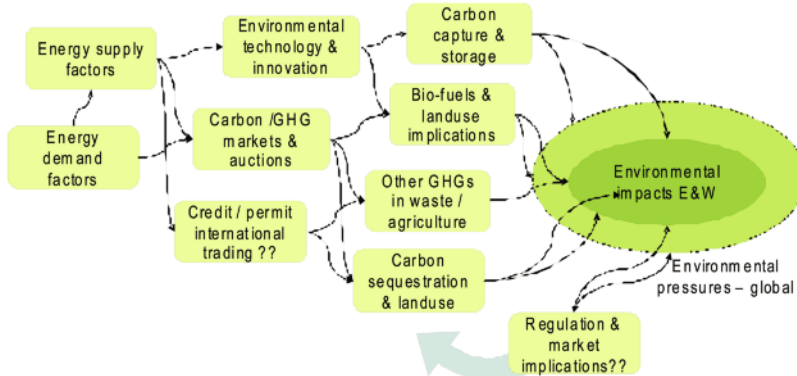 Energy supply
factors
Energy
demand
factors
Environmental
technology &
innovation
Carbon /GHG
markets &
auctions
Credit / permit
international
trading ??
Carbon
capture &
storage
Bio-fuels &
landuse
implications
Other GHGs
in waste /
agriculture
Carbon
sequestration
& landuse
Environmental
impacts E&W
Environmental
pressures – global
Regulation &
market
implications??